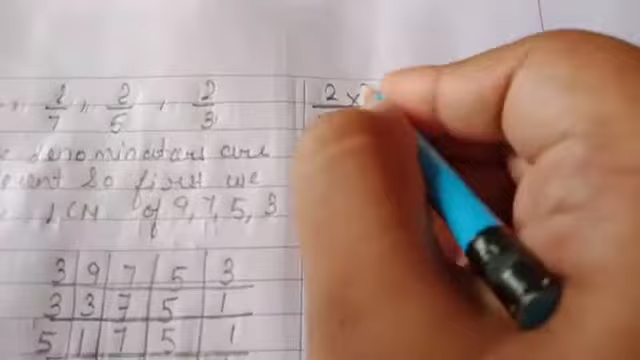 2/7, 2/5, 2/3
denominators are
so first we
LCM of 9, 7, 5, 3
3 9 7 5 3
3 3 7 5 1
5 1 7 5 1
2 x